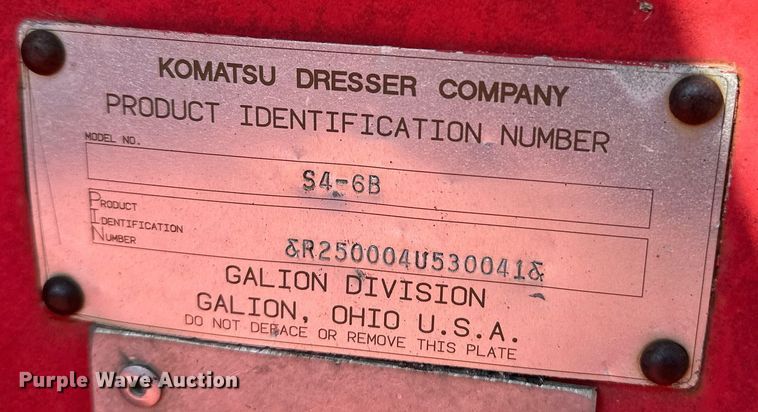 KOMATSU DRESSER COMPANY
PRODUCT IDENTIFICATION NUMBER
MODEL NO.
S4-6B
PRODUCT
IDENTIFICATION
NUMBER
&R250004U530041&
GALION DIVISION
GALION, OHIO U.S.A.
DO NOT DEFACE OR REMOVE THIS PLATE
Purple Wave Auction